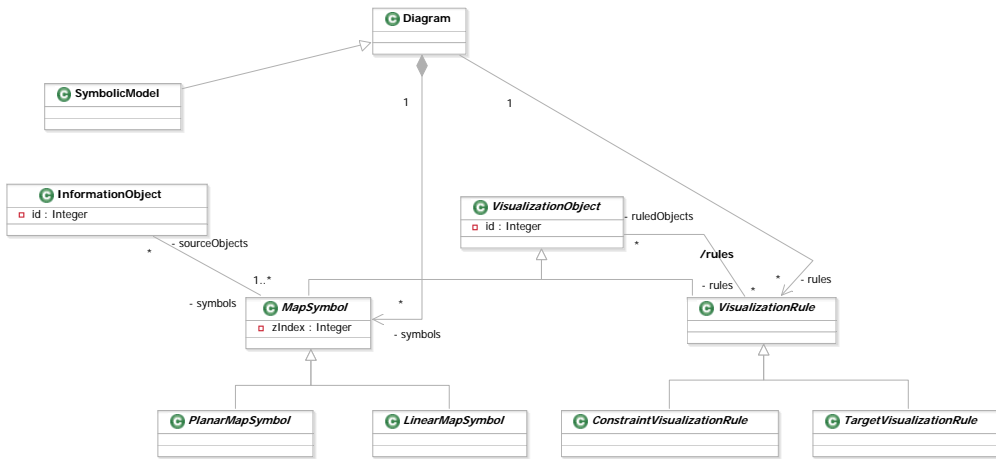 C Diagram
C SymbolicModel
1
1
C InformationObject
id : Integer
C VisualizationObject
id : Integer
- ruledObjects
*
- sourceObjects
*
/rules
1..*
- symbols
*
- symbols
- rules
*
*
- rules
C MapSymbol
zIndex : Integer
C VisualizationRule
C PlanarMapSymbol
C LinearMapSymbol
C ConstraintVisualizationRule
C TargetVisualizationRule